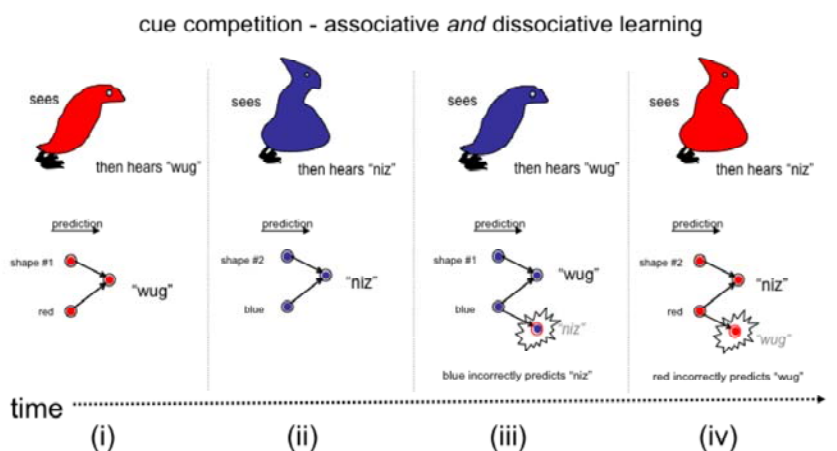 cue competition - associative and dissociative learning
sees
then hears "wug"
sees
then hears "niz"
sees
then hears "wug"
sees
then hears "niz"
prediction
shape #1
red
"wug"
prediction
shape #2
blue
"niz"
prediction
shape #1
blue
"wug"
"niz"
blue incorrectly predicts "niz"
prediction
shape #2
red
"niz"
"wug"
red incorrectly predicts "wug"
time
(i)
(ii)
(iii)
(iv)